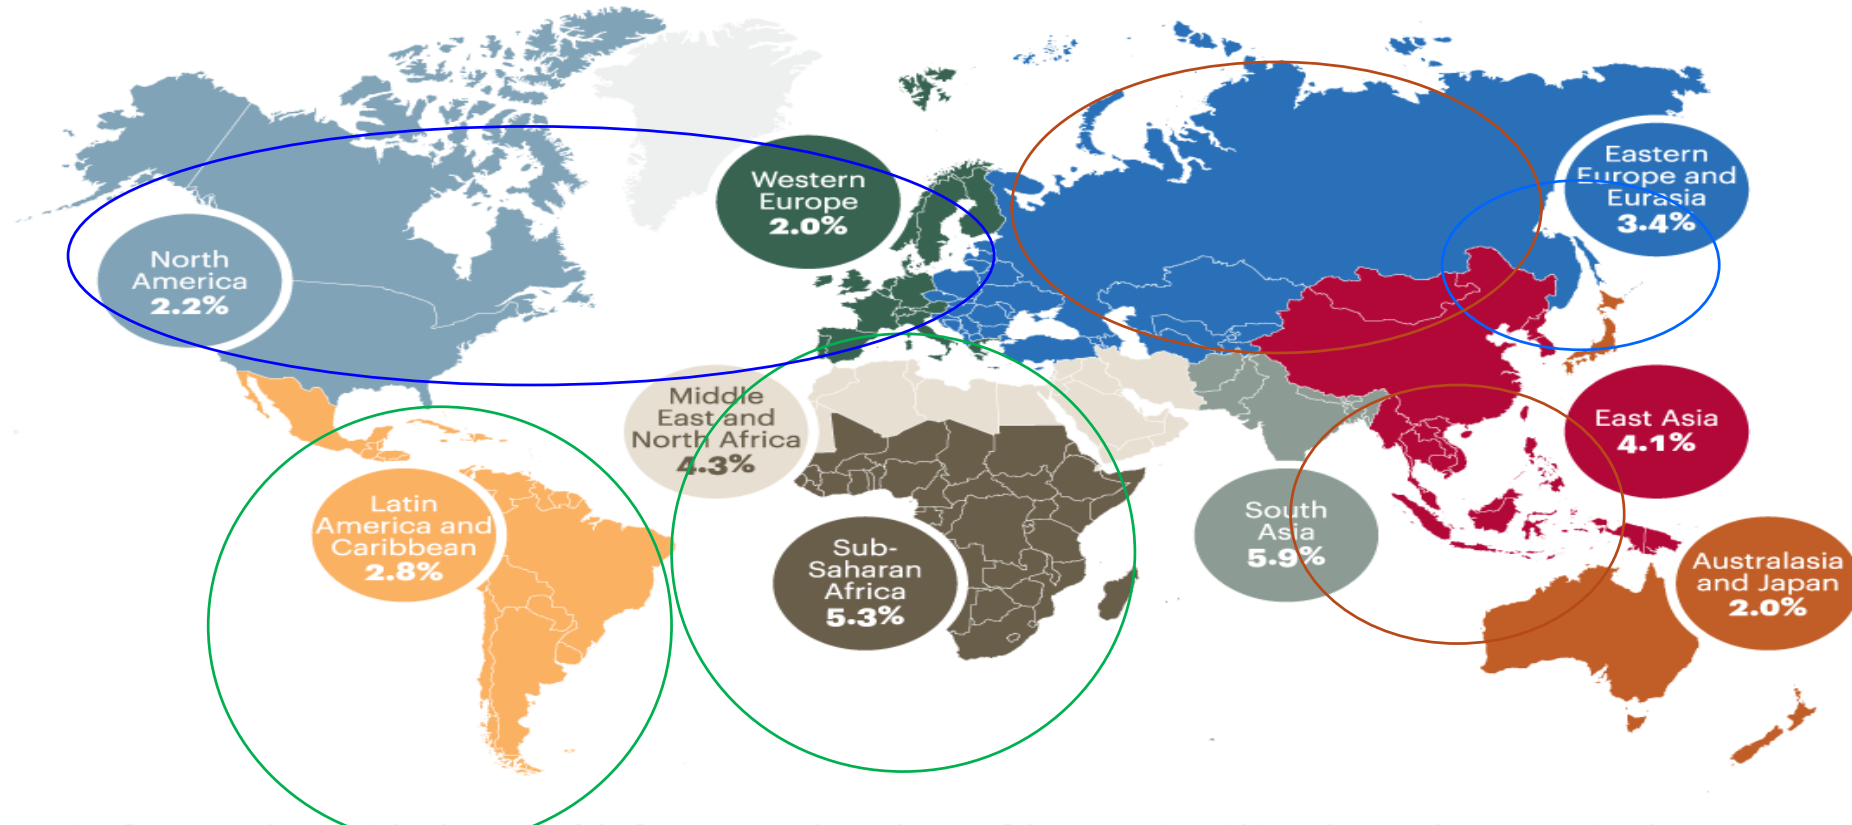 Western
Europe
2.0%
Eastern
Europe and
Eurasia
3.4%
North
America
2.2%
Middle
East and
North Africa
4.3%
East Asia
4.1%
Latin
America and
Caribbean
2.8%
Sub-
Saharan
Africa
5.3%
South
Asia
5.9%
Australasia
and Japan
2.0%